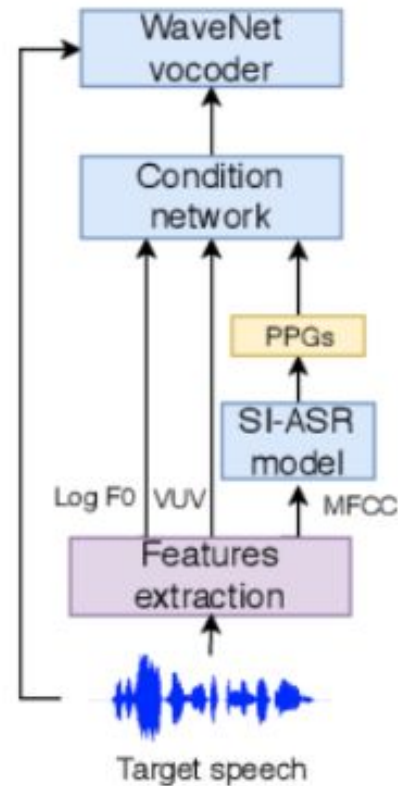 WaveNet
vocoder
Condition
network
PPGs
SI-ASR
model
Log F0 VUV MFCC
Features
extraction
Target speech